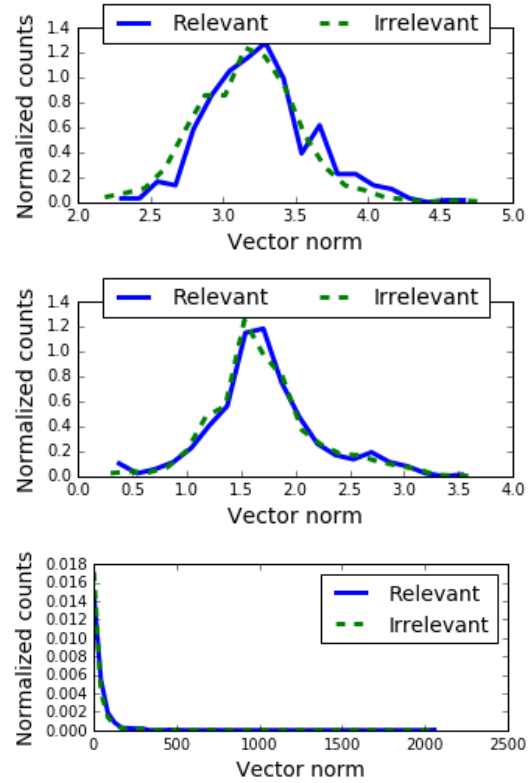 Relevant Irrelevant
1.4
1.2
1.0
0.8
0.6
0.4
0.2
0.0
Normalized counts
2.0 2.5 3.0 3.5 4.0 4.5 5.0
Vector norm
Relevant Irrelevant
1.4
1.2
1.0
0.8
0.6
0.4
0.2
0.0
Normalized counts
0.0 0.5 1.0 1.5 2.0 2.5 3.0 3.5 4.0
Vector norm
Relevant
Irrelevant
0.018
0.016
0.014
0.012
0.010
0.008
0.006
0.004
0.002
0.000
Normalized counts
0 500 1000 1500 2000 2500
Vector norm